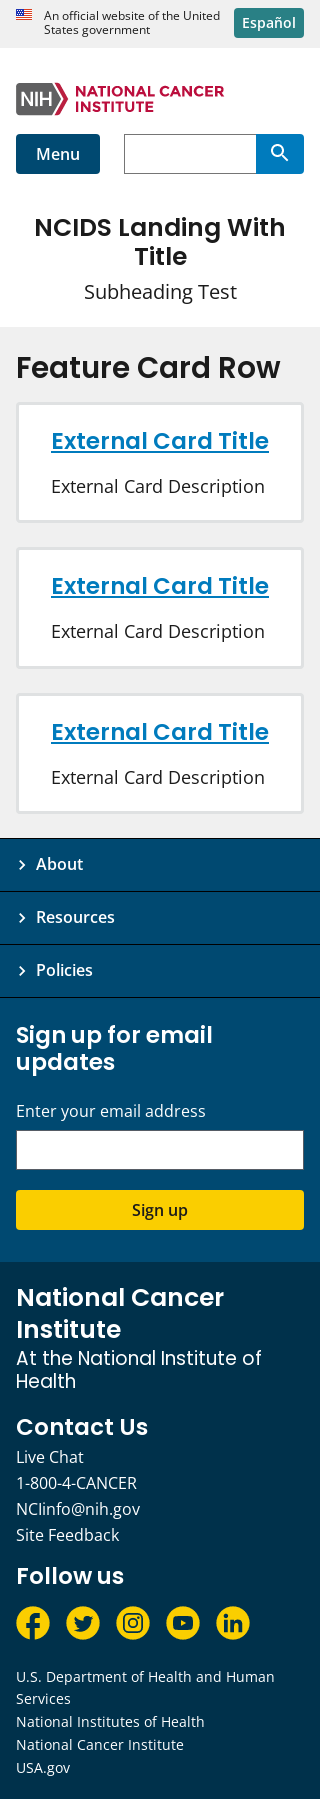 An official website of the United
States government
Español
NIH
NATIONAL CANCER
INSTITUTE
Menu
NCIDS Landing With
Title
Subheading Test
Feature Card Row
External Card Title
External Card Description
External Card Title
External Card Description
External Card Title
External Card Description
About
Resources
Policies
Sign up for email
updates
Enter your email address
Sign up
National Cancer
Institute
At the National Institute of
Health
Contact Us
Live Chat
1-800-4-CANCER
NCIinfo@nih.gov
Site Feedback
Follow us
U.S. Department of Health and Human
Services
National Institutes of Health
National Cancer Institute
USA.gov